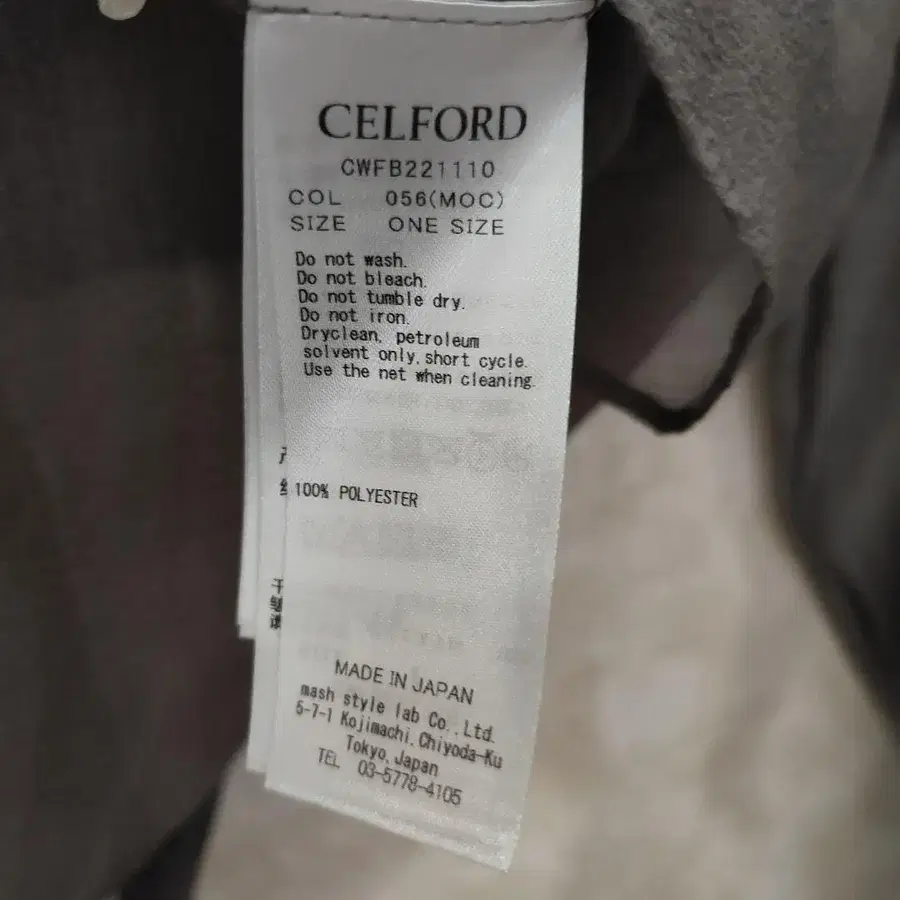 CELFORD
CWFB221110
COL 056(MOC)
SIZE ONE SIZE
Do not wash.
Do not bleach.
Do not tumble dry.
Do not iron.
Dryclean, petroleum
solvent only,short cycle.
Use the net when cleaning.
100% POLYESTER
MADE IN JAPAN
mash style lab Co.,Ltd.
5-7-1 Kojimachi,Chiyoda-Ku
Tokyo,Japan
TEL 03-5778-4105